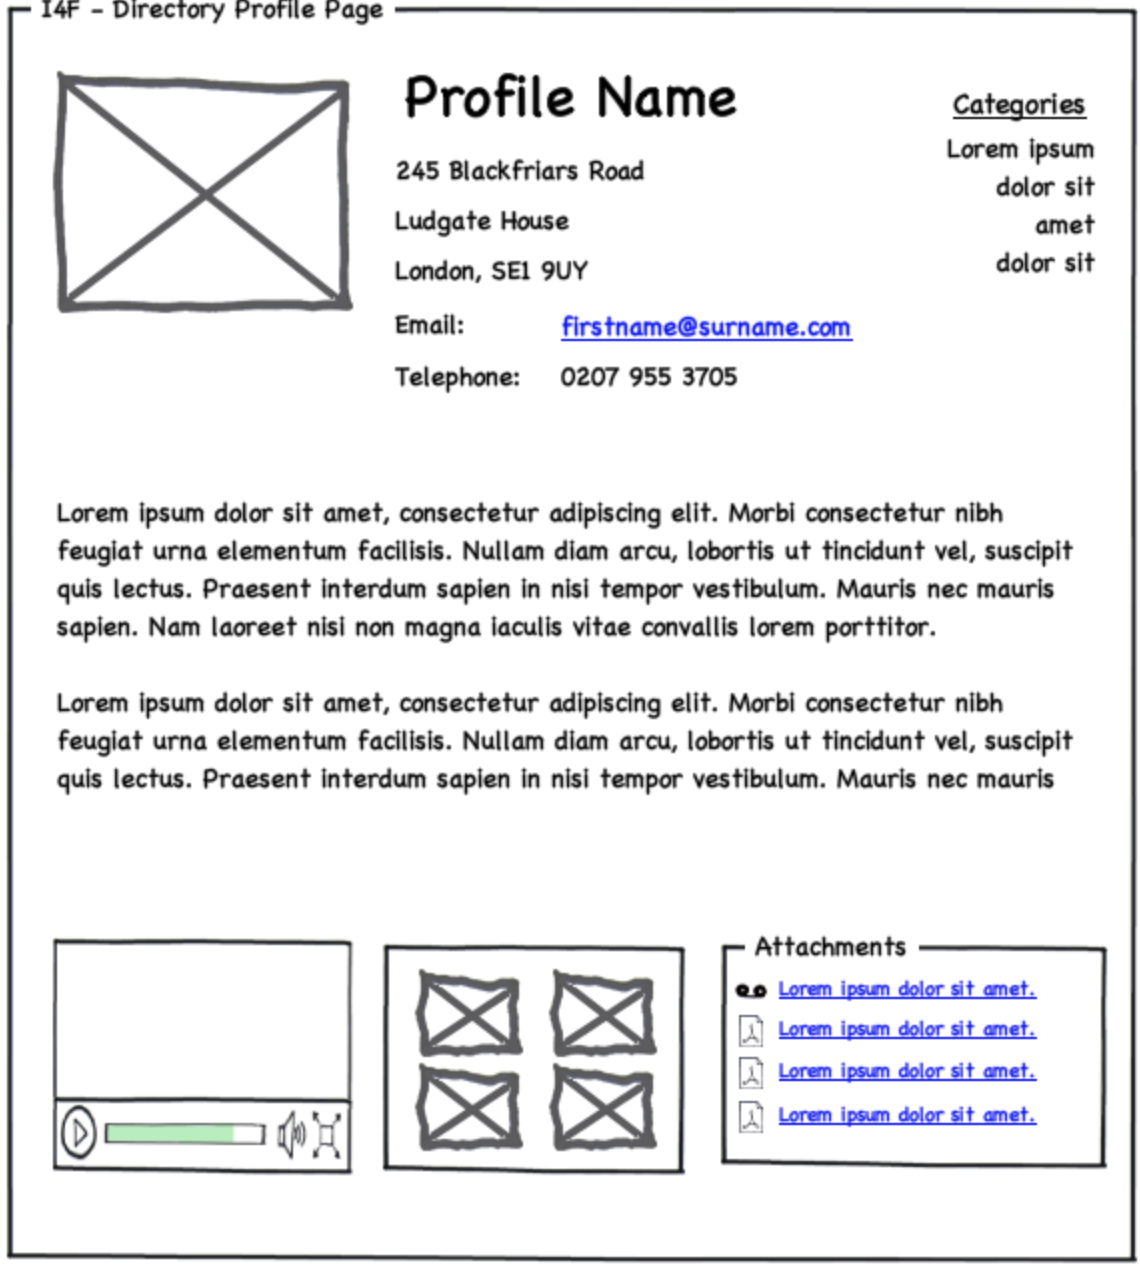 I4F - Directory Profile Page
Profile Name
245 Blackfriars Road
Ludgate House
London, SE1 9UY
Email: firstname@surname.com
Telephone: 0207 955 3705
Categories
Lorem ipsum
dolor sit
amet
dolor sit
Lorem ipsum dolor sit amet, consectetur adipiscing elit. Morbi consectetur nibh
feugiat urna elementum facilisis. Nullam diam arcu, lobortis ut tincidunt vel, suscipit
quis lectus. Praesent interdum sapien in nisi tempor vestibulum. Mauris nec mauris
sapien. Nam laoreet nisi non magna iaculis vitae convallis lorem porttitor.
Lorem ipsum dolor sit amet, consectetur adipiscing elit. Morbi consectetur nibh
feugiat urna elementum facilisis. Nullam diam arcu, lobortis ut tincidunt vel, suscipit
quis lectus. Praesent interdum sapien in nisi tempor vestibulum. Mauris nec mauris
Attachments
Lorem ipsum dolor sit amet.
Lorem ipsum dolor sit amet.
Lorem ipsum dolor sit amet.
Lorem ipsum dolor sit amet.